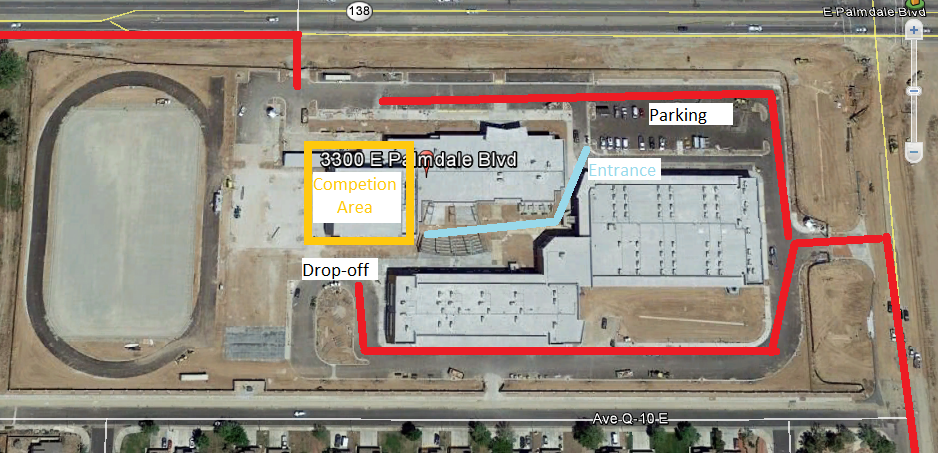 138
E Palmdale Blvd
Parking
3300 E Palmdale Blvd
Entrance
Competion
Area
Drop-off
Ave Q-10 E